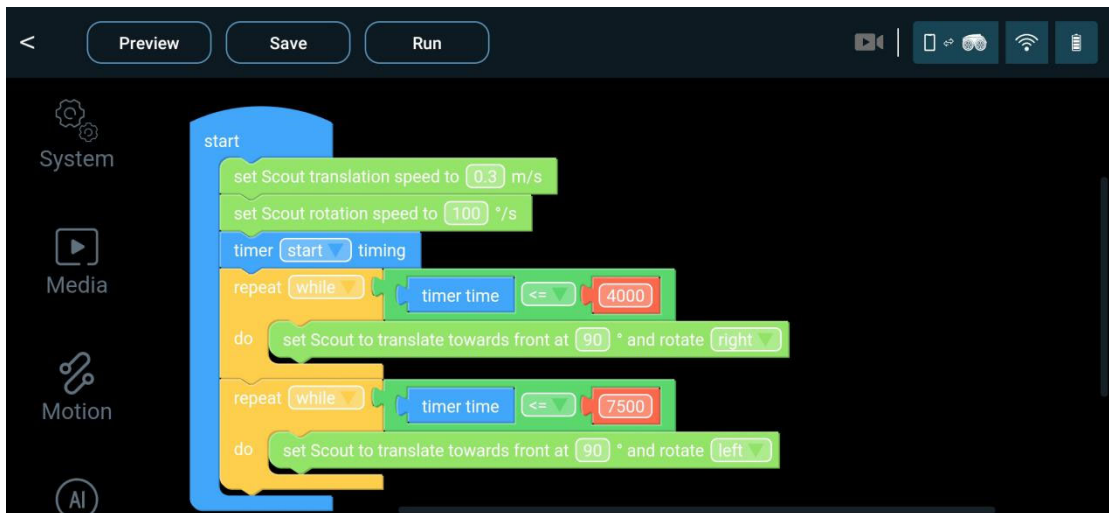 < Preview Save Run
System
Media
Motion
AI
start
set Scout translation speed to 0.3 m/s
set Scout rotation speed to 100 °/s
timer start timing
repeat while timer time <= 4000
do set Scout to translate towards front at 90 ° and rotate right
repeat while timer time <= 7500
do set Scout to translate towards front at 90 ° and rotate left